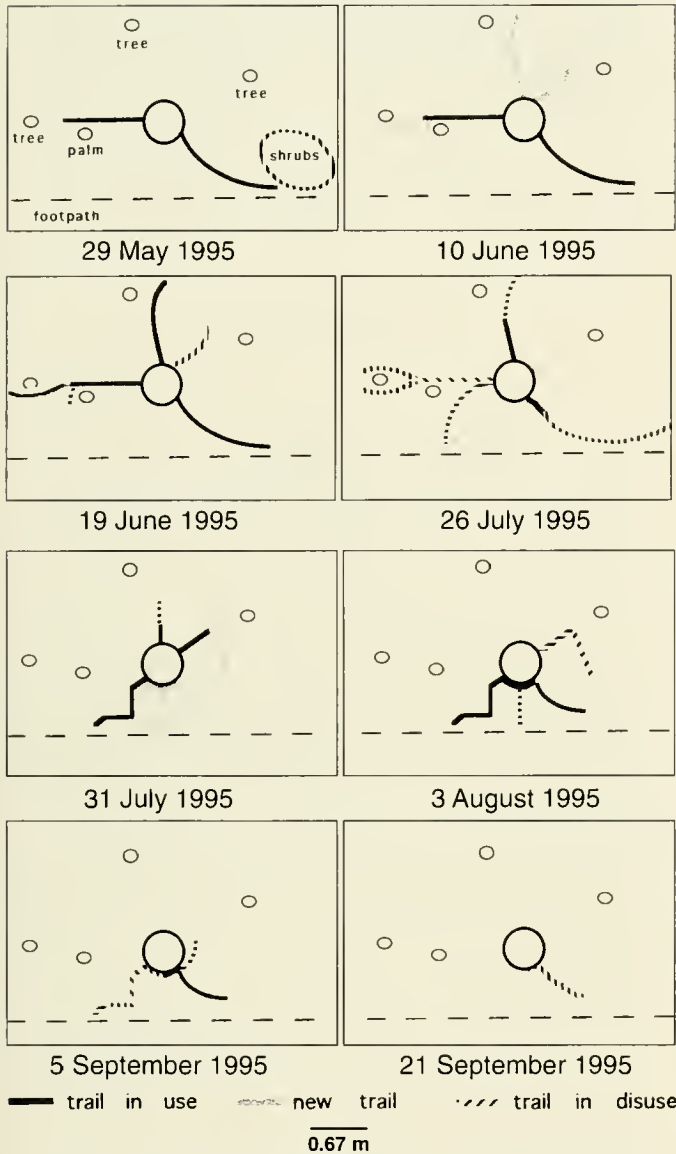 tree
tree
tree
palm
shrubs
footpath
29 May 1995
10 June 1995
19 June 1995
26 July 1995
31 July 1995
3 August 1995
5 September 1995
21 September 1995
trail in use
new trail
trail in disuse
0.67 m